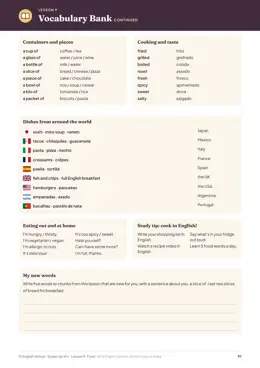 LESSON 9
Vocabulary Bank CONTINUED
Containers and pieces
a cup of coffee / tea
a glass of water / juice / wine
a bottle of milk / water
a slice of bread / cheese / pizza
a piece of cake / chocolate
a bowl of rice / soup / cereal
a kilo of tomatoes / rice
a packet of biscuits / pasta
Cooking and taste
fried frito
grilled grelhado
boiled cozido
roast assado
fresh fresco
spicy apimentado
sweet doce
salty salgado
Dishes from around the world
sushi · miso soup · ramen Japan
tacos · chilaquiles · guacamole Mexico
pasta · pizza · risotto Italy
croissants · crêpes France
paella · tortilla Spain
fish and chips · full English breakfast the UK
hamburgers · pancakes the USA
empanadas · asado Argentina
bacalhau · pastéis de nata Portugal
Eating out and at home
I'm hungry / thirsty. It's too spicy / sweet.
I'm vegetarian / vegan. Help yourself!
I'm allergic to nuts. Can I have some more?
It's delicious! I'm full, thanks.
Study tip: cook in English!
Write your shopping list in English. Say what's in your fridge out loud.
Watch a recipe video in English. Learn 5 food words a day.
My new words
Write five words or chunks from this lesson that are new for you, with a sentence about you: a slice of: I eat two slices
of bread for breakfast.